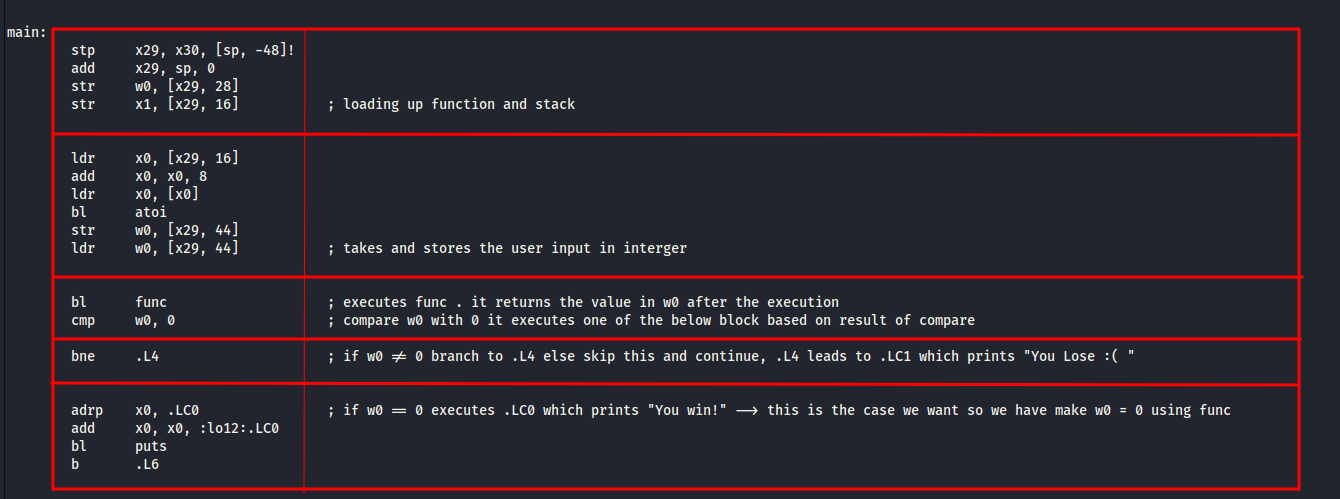 main:
stp x29, x30, [sp, -48]!
add x29, sp, 0
str w0, [x29, 28]
str x1, [x29, 16] ; loading up function and stack
ldr x0, [x29, 16]
add x0, x0, 8
ldr x0, [x0]
bl atoi
str w0, [x29, 44]
ldr w0, [x29, 44] ; takes and stores the user input in interger
bl func ; executes func . it returns the value in w0 after the execution
cmp w0, 0 ; compare w0 with 0 it executes one of the below block based on result of compare
bne .L4 ; if w0 ≠ 0 branch to .L4 else skip this and continue, .L4 leads to .LC1 which prints "You Lose :( "
adrp x0, .LC0 ; if w0 == 0 executes .LC0 which prints "You win!" ⟶ this is the case we want so we have make w0 = 0 using func
add x0, x0, :lo12:.LC0
bl puts
b .L6